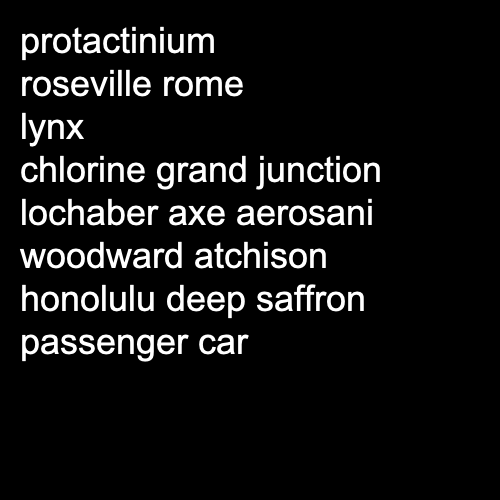 protactinium
roseville rome
lynx
chlorine grand junction
lochaber axe aerosani
woodward atchison
honolulu deep saffron
passenger car